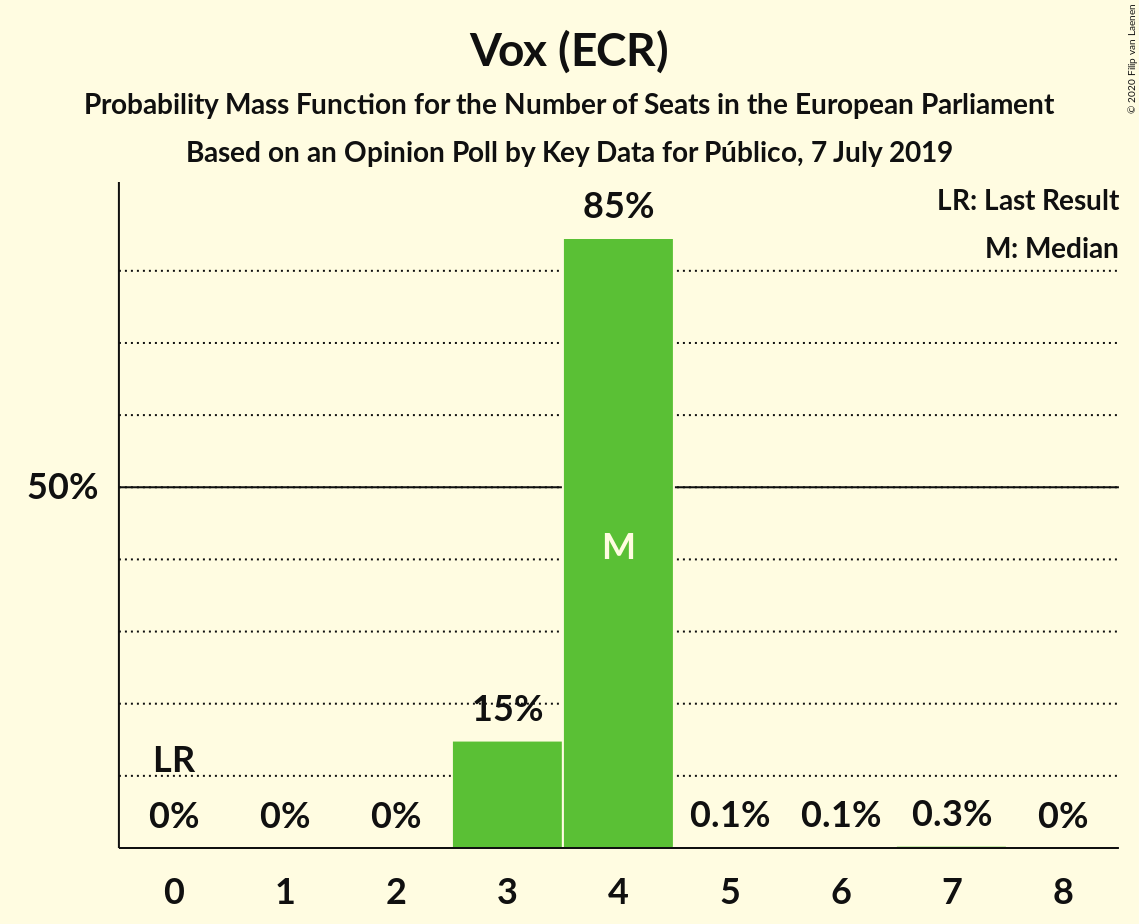 Vox (ECR)
Probability Mass Function for the Number of Seats in the European Parliament
Based on an Opinion Poll by Key Data for Público, 7 July 2019
© 2020 Filip van Laenen
LR: Last Result
M: Median
85%
50%
M
15%
LR
0% 0% 0% 0.1% 0.1% 0.3% 0%
0 1 2 3 4 5 6 7 8